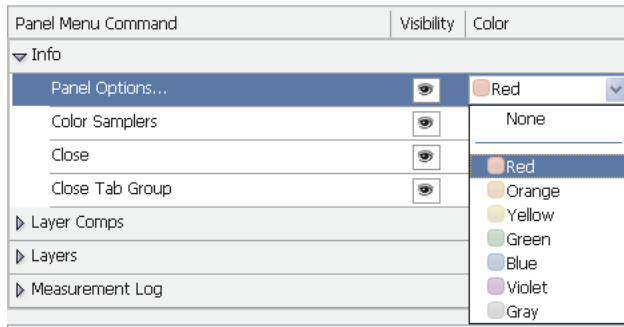 Panel Menu Command Visibility Color
Info
Panel Options... Red
Color Samplers None
Close Red
Close Tab Group Orange
Layer Comps Yellow
Layers Green
Measurement Log Blue
Violet
Gray